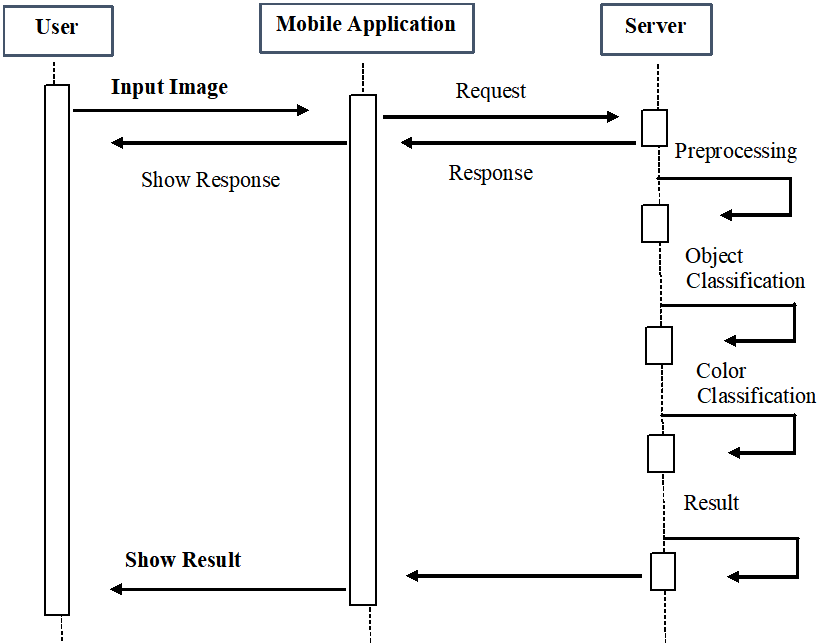 User
Mobile Application
Server
Input Image
Request
Show Response
Response
Preprocessing
Object
Classification
Color
Classification
Result
Show Result